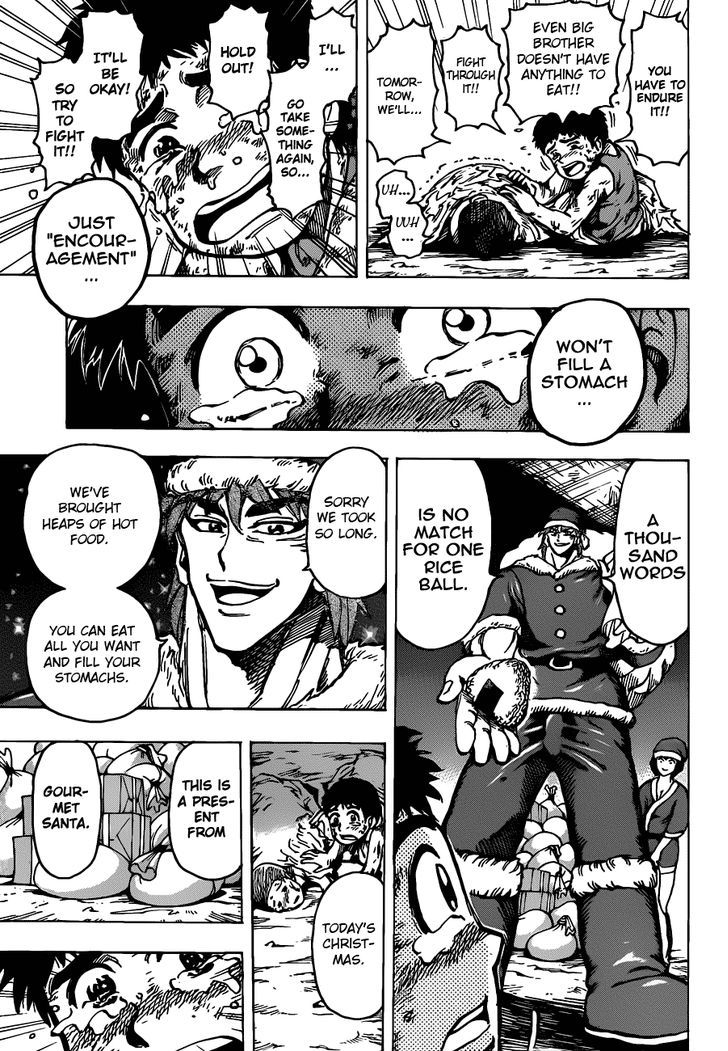 YOU
HAVE TO
ENDURE
IT!!
EVEN BIG
BROTHER
DOESN'T HAVE
ANYTHING TO
EAT!!
FIGHT
THROUGH
IT!!
TOMOR-
ROW,
WE'LL...
UH...
UUH...
I'LL
...
GO
TAKE
SOME-
THING
AGAIN,
SO...
HOLD
OUT!
IT'LL
BE
OKAY!
SO
TRY
TO
FIGHT
IT!!
JUST
"ENCOUR-
AGEMENT"
...
WON'T
FILL A
STOMACH
...
A
THOU-
SAND
WORDS
IS NO
MATCH
FOR ONE
RICE
BALL.
SORRY
WE TOOK
SO LONG.
WE'VE
BROUGHT
HEAPS OF HOT
FOOD.
YOU CAN EAT
ALL YOU WANT
AND FILL YOUR
STOMACHS.
TODAY'S
CHRIST-
MAS.
THIS IS
A PRES-
ENT
FROM
GOUR-
MET
SANTA.